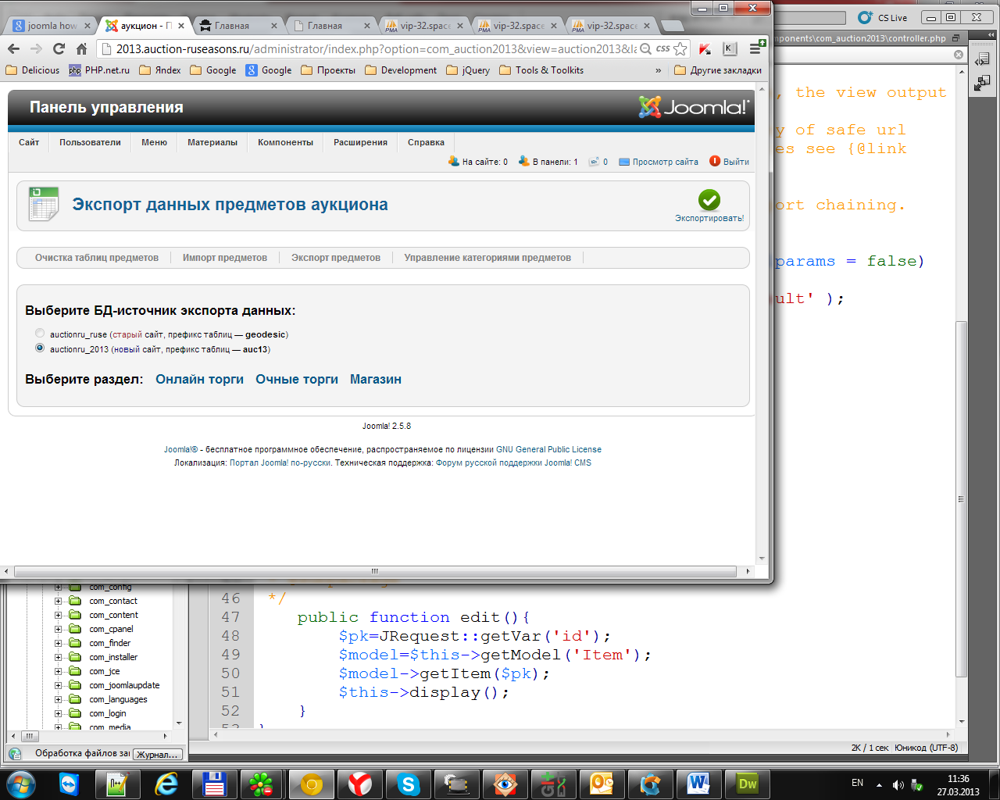 joomla how
аукцион - П
Главная
Главная
vip-32.space
vip-32.space
vip-32.space
CS Live
2013.auction-ruseasons.ru/administrator/index.php?option=com_auction2013&view=auction2013&la
css
K
Delicious
PHP.net.ru
Яndex
Google
Google
Проекты
Development
jQuery
Tools & Toolkits
»
Другие закладки
mponents\com_auction2013\controller.php
Панель управления
Joomla!
Сайт
Пользователи
Меню
Материалы
Компоненты
Расширения
Справка
На сайте: 0
В панели: 1
0
Просмотр сайта
Выйти
Экспорт данных предметов аукциона
Экспортировать!
Очистка таблиц предметов
Импорт предметов
Экспорт предметов
Управление категориями предметов
Выберите БД-источник экспорта данных:
auctionru_ruse (старый сайт, префикс таблиц — geodesic)
auctionru_2013 (новый сайт, префикс таблиц — auc13)
Выберите раздел: Онлайн торги Очные торги Магазин
Joomla! 2.5.8
Joomla!® - бесплатное программное обеспечение, распространяемое по лицензии GNU General Public License
Локализация: Портал Joomla! по-русски. Техническая поддержка: Форум русской поддержки Joomla! CMS
, the view output
y of safe url
es see {@link
ort chaining.
params = false)
ult' );
46 */
47 public function edit(){
48 $pk=JRequest::getVar('id');
49 $model=$this->getModel('Item');
50 $model->getItem($pk);
51 $this->display();
52 }
com_config
com_contact
com_content
com_cpanel
com_finder
com_installer
com_jce
com_joomlaupdate
com_languages
com_login
com_media
Обработка файлов заг
Журнал...
2K / 1 сек Юникод (UTF-8)
EN
11:36
27.03.2013
Dw